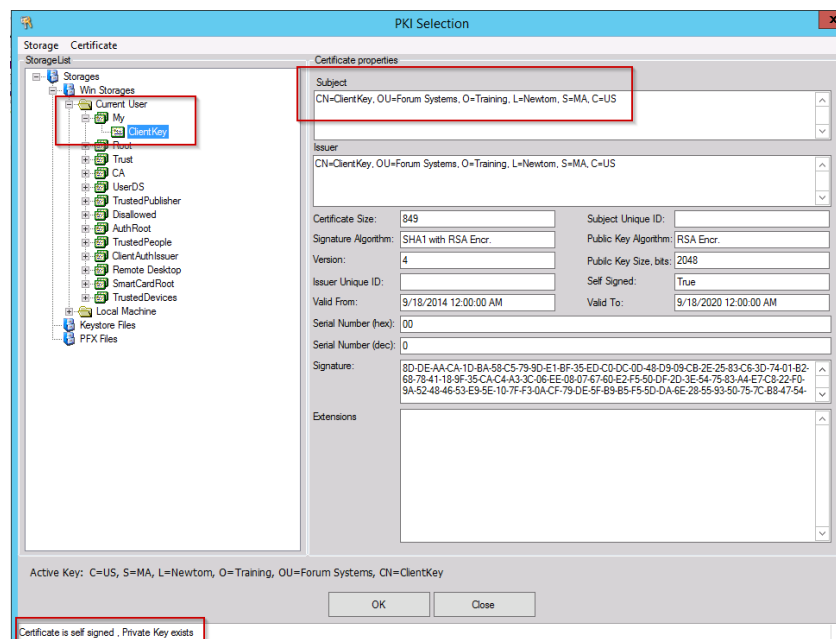 PKI Selection
x
Storage Certificate
StorageList
Storages
Win Storages
Current User
My
ClientKey
Root
Trust
CA
UserDS
TrustedPublisher
Disallowed
AuthRoot
TrustedPeople
ClientAuthIssuer
Remote Desktop
SmartCardRoot
TrustedDevices
Local Machine
Keystore Files
PFX Files
Certificate properties
Subject
CN=ClientKey, OU=Forum Systems, O=Training, L=Newtom, S=MA, C=US
Issuer
CN=ClientKey, OU=Forum Systems, O=Training, L=Newtom, S=MA, C=US
Certificate Size: 849 Subject Unique ID:
Signature Algorithm: SHA1 with RSA Encr. Public Key Algorithm: RSA Encr.
Version: 4 Public Key Size, bits: 2048
Issuer Unique ID: Self Signed: True
Valid From: 9/18/2014 12:00:00 AM Valid To: 9/18/2020 12:00:00 AM
Serial Number (hex): 00
Serial Number (dec): 0
Signature: 8D-DE-AA-CA-1D-BA-58-C5-79-9D-E1-BF-35-ED-C0-DC-0D-48-D9-09-CB-2E-25-83-C6-3D-74-01-B2-
68-78-41-18-9F-35-CA-C4-A3-3C-06-EE-08-07-67-60-E2-F5-50-DF-2D-3E-54-75-83-A4-E7-C8-22-F0-
9A-52-48-46-53-E9-5E-10-7F-F3-0A-CF-79-DE-5F-B9-B5-F5-5D-DA-6E-28-55-93-50-75-7C-B8-47-54-
Extensions
Active Key: C=US, S=MA, L=Newtom, O=Training, OU=Forum Systems, CN=ClientKey
OK Close
Certificate is self signed , Private Key exists